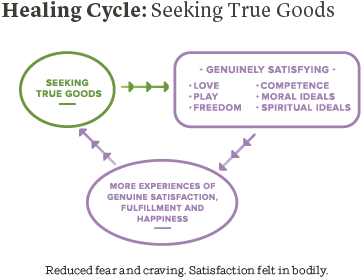 Healing Cycle: Seeking True Goods
SEEKING
TRUE GOODS
- GENUINELY SATISFYING -
• LOVE
• PLAY
• FREEDOM
• COMPETENCE
• MORAL IDEALS
• SPIRITUAL IDEALS
MORE EXPERIENCES OF
GENUINE SATISFACTION,
FULFILLMENT AND
HAPPINESS
Reduced fear and craving. Satisfaction felt in bodily.